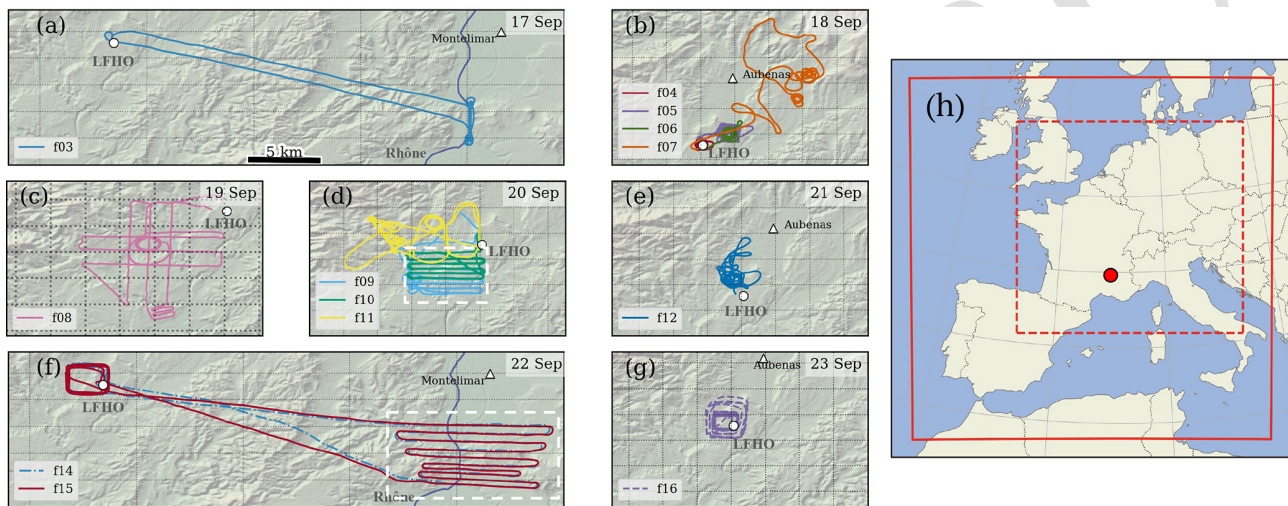 (a)
17 Sep
Montelimar
LFHO
f03
5 km
Rhône
(b)
18 Sep
Aubenas
f04
f05
f06
f07
LFHO
(c)
19 Sep
LFHO
f08
(d)
20 Sep
LFHO
f09
f10
f11
(e)
21 Sep
Aubenas
LFHO
f12
(f)
22 Sep
Montelimar
LFHO
f14
f15
Rhône
(g)
23 Sep
Aubenas
LFHO
f16
(h)